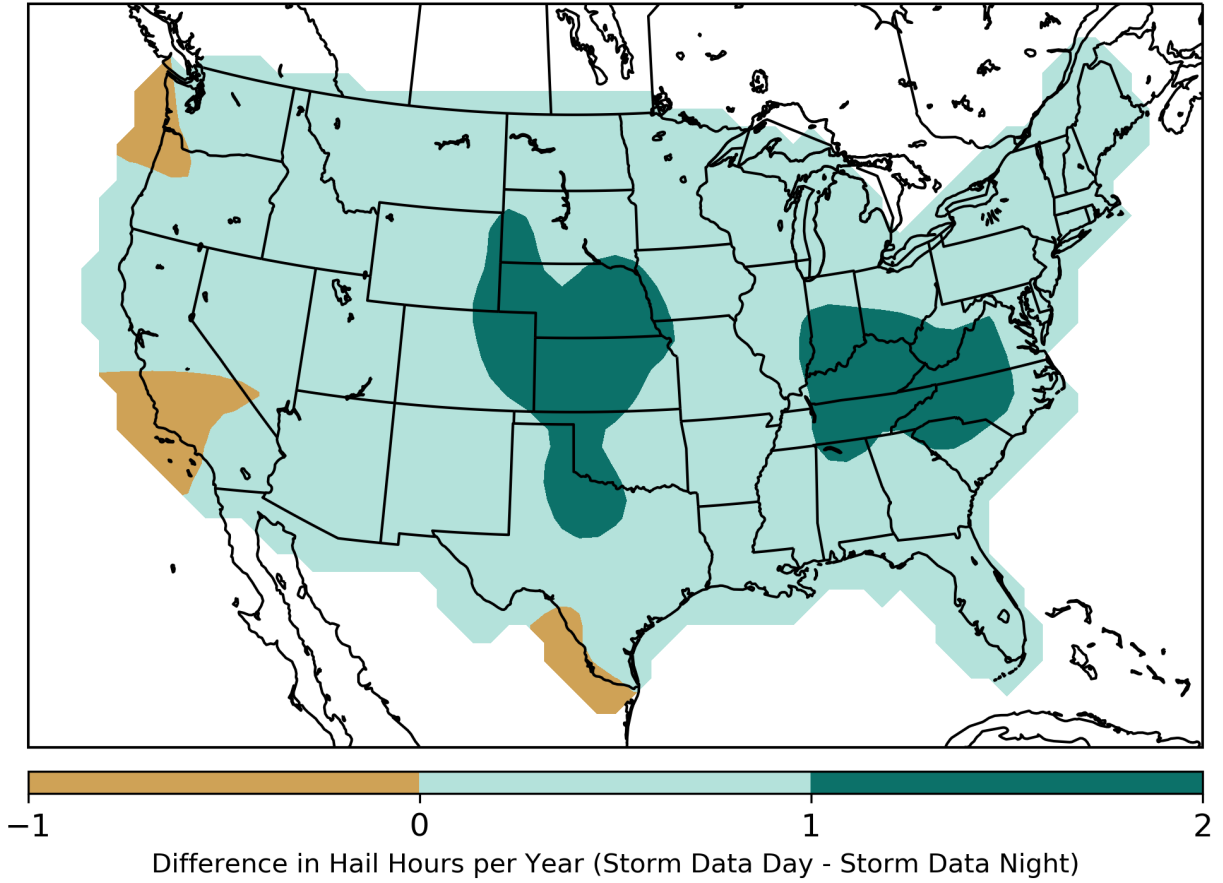 −1 0 1 2
Difference in Hail Hours per Year (Storm Data Day - Storm Data Night)